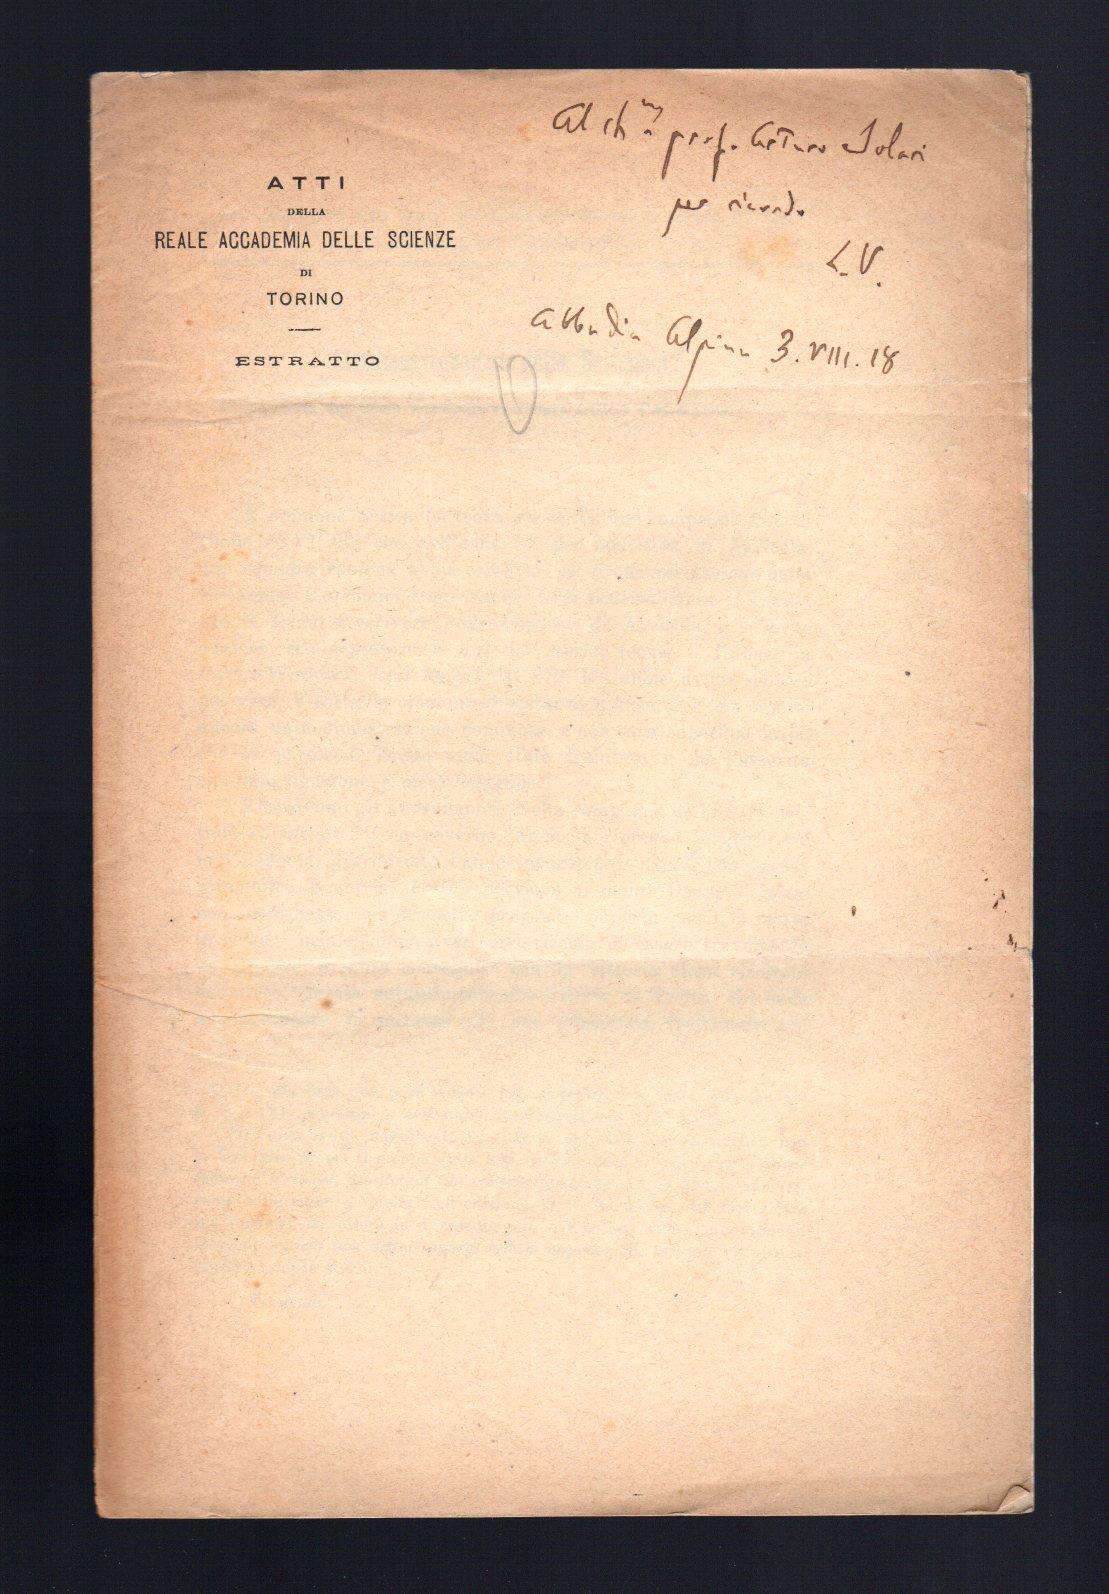 ATTI
DELLA
REALE ACCADEMIA DELLE SCIENZE
DI
TORINO
ESTRATTO
Al ch.mo prof. Arturo Solari
per ricordo
L. V.
Abbadia Alpina 3. VIII. 18